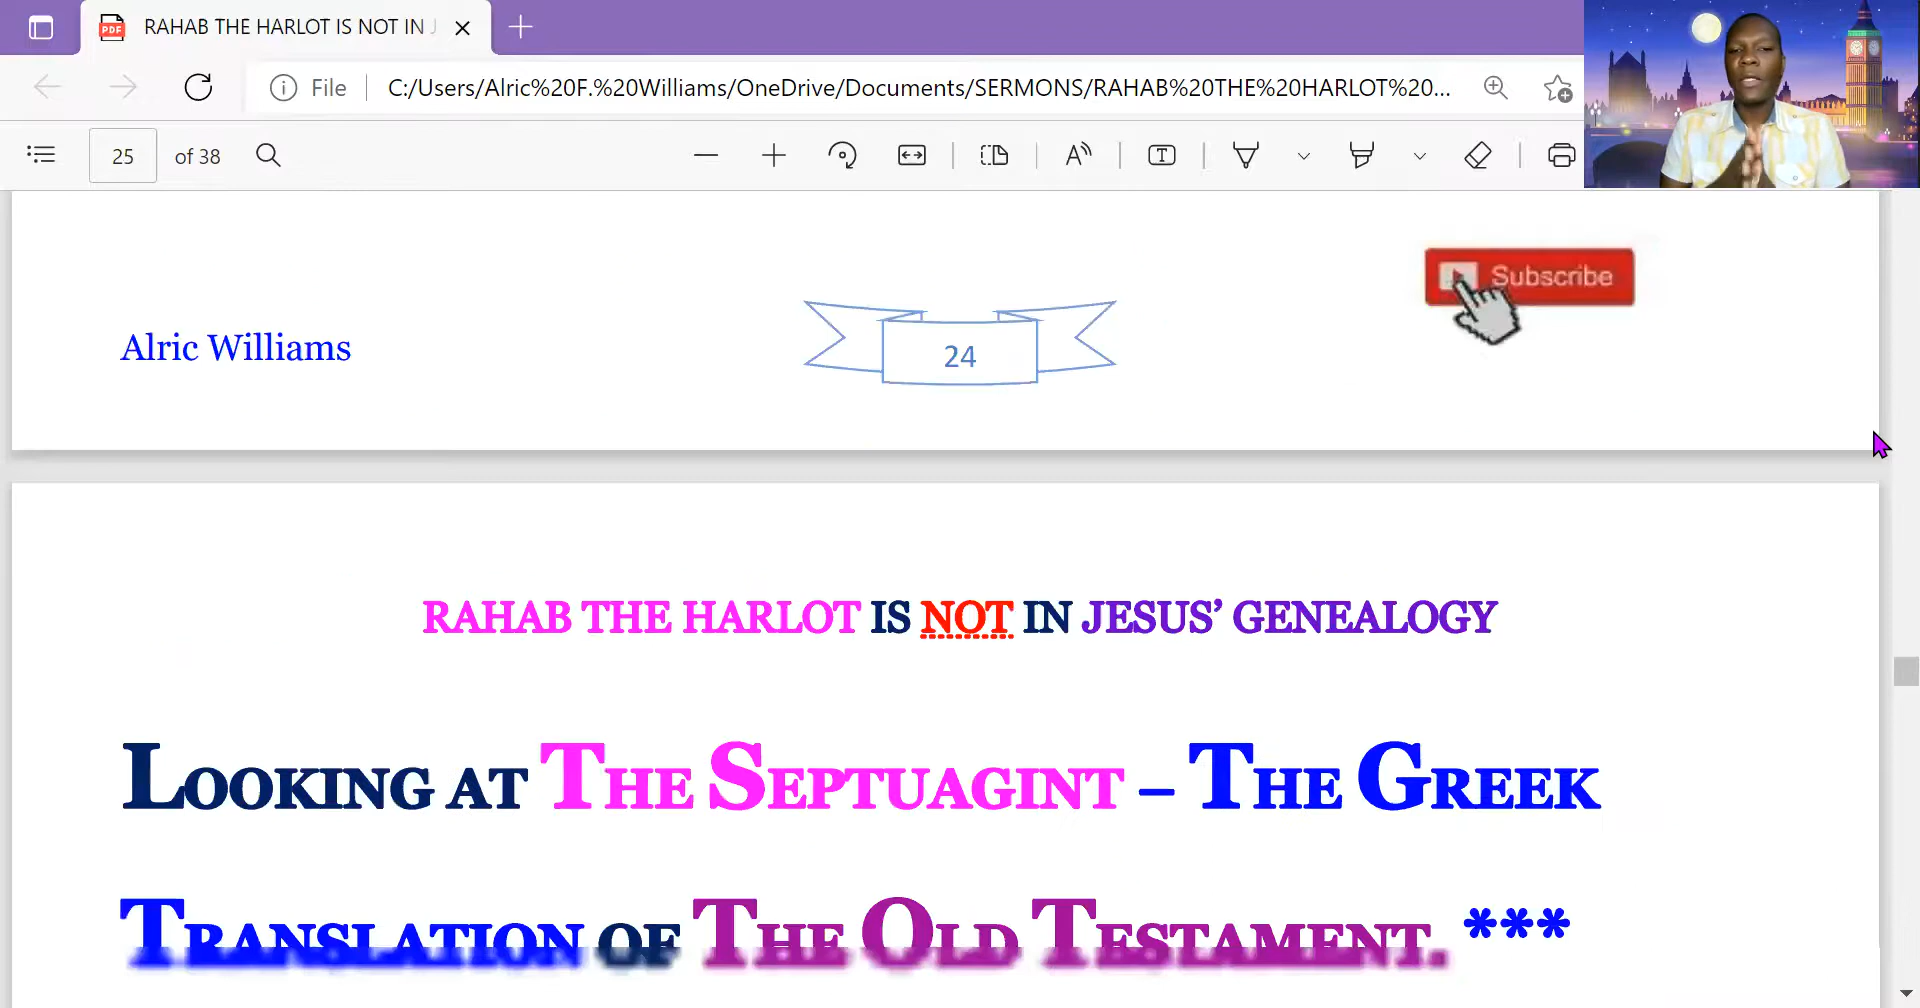 RAHAB THE HARLOT IS NOT IN J
File
C:/Users/Alric%20F.%20Williams/OneDrive/Documents/SERMONS/RAHAB%20THE%20HARLOT%20...
25 of 38
Subscribe
Alric Williams
24
RAHAB THE HARLOT IS NOT IN JESUS’ GENEALOGY
LOOKING AT THE SEPTUAGINT – THE GREEK
TRANSLATION OF THE OLD TESTAMENT. ***